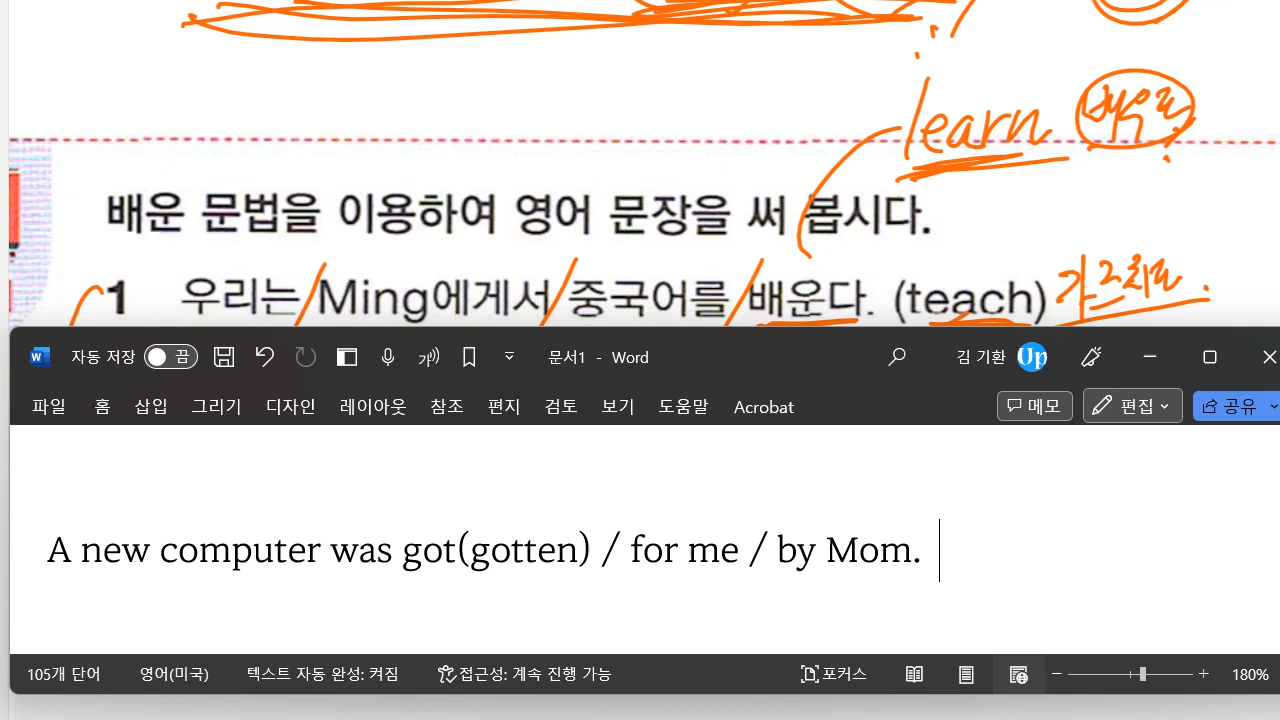 learn 배우다
배운 문법을 이용하여 영어 문장을 써 봅시다.
1 우리는 / Ming에게서 / 중국어를 / 배운다. (teach) 가르치다.
자동 저장 끔 문서1 - Word 김 기환 Up
파일 홈 삽입 그리기 디자인 레이아웃 참조 편지 검토 보기 도움말 Acrobat 메모 편집 공유
A new computer was got(gotten) / for me / by Mom.
105개 단어 영어(미국) 텍스트 자동 완성: 켜짐 접근성: 계속 진행 가능 포커스 180%